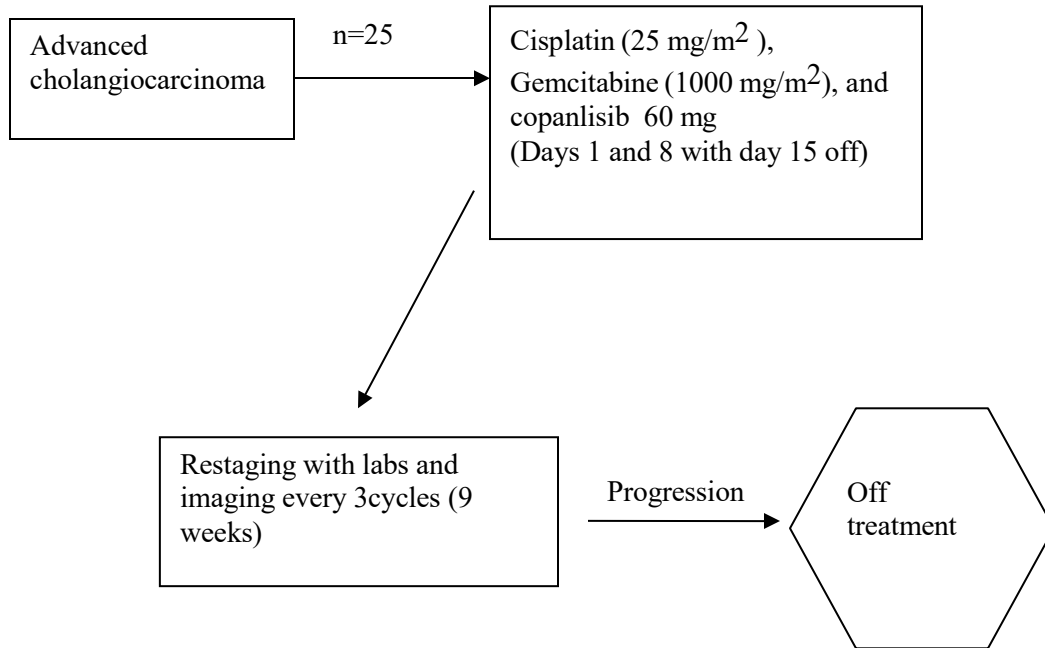 Advanced
cholangiocarcinoma
n=25
Cisplatin (25 mg/m2 ),
Gemcitabine (1000 mg/m2), and
copanlisib 60 mg
(Days 1 and 8 with day 15 off)
Restaging with labs and
imaging every 3cycles (9
weeks)
Progression
Off
treatment